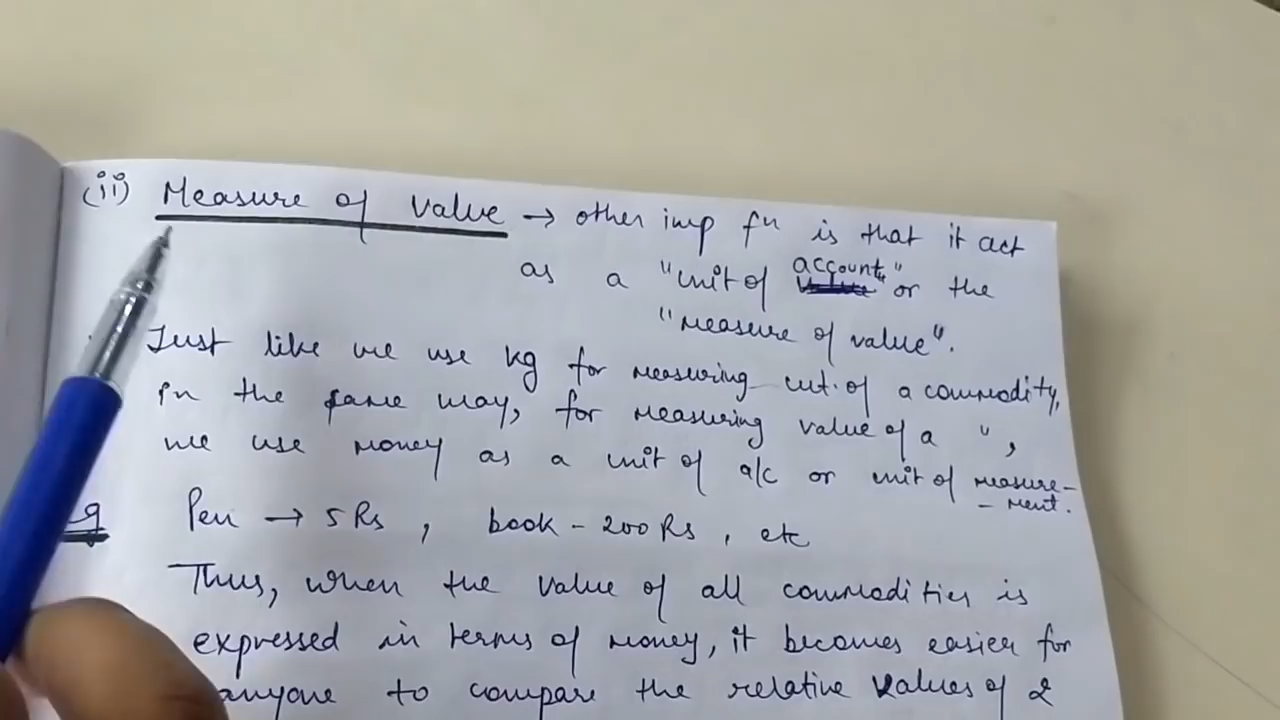 (ii) Measure of Value → other imp fn is that it act
as a "unit of account" or the
"measure of value".
Just like we use kg for measuring wt. of a commodity,
in the same way, for measuring value of a ",
we use money as a unit of a/c or unit of measure-
-ment.
Pen → 5 Rs, book - 200 Rs, etc
Thus, when the value of all commodities is
expressed in terms of money, it becomes easier for
anyone to compare the relative values of 2